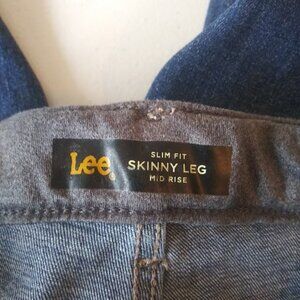 Lee®
SLIM FIT
SKINNY LEG
MID RISE